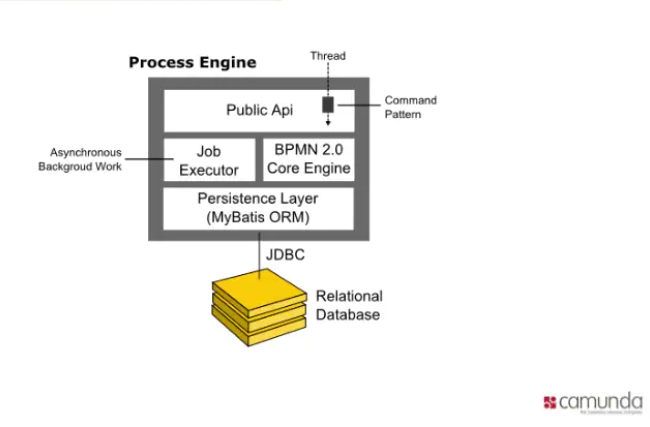 Thread
Process Engine
Public Api
Command
Pattern
Asynchronous
Backgroud Work
Job
Executor
BPMN 2.0
Core Engine
Persistence Layer
(MyBatis ORM)
JDBC
Relational
Database
camunda